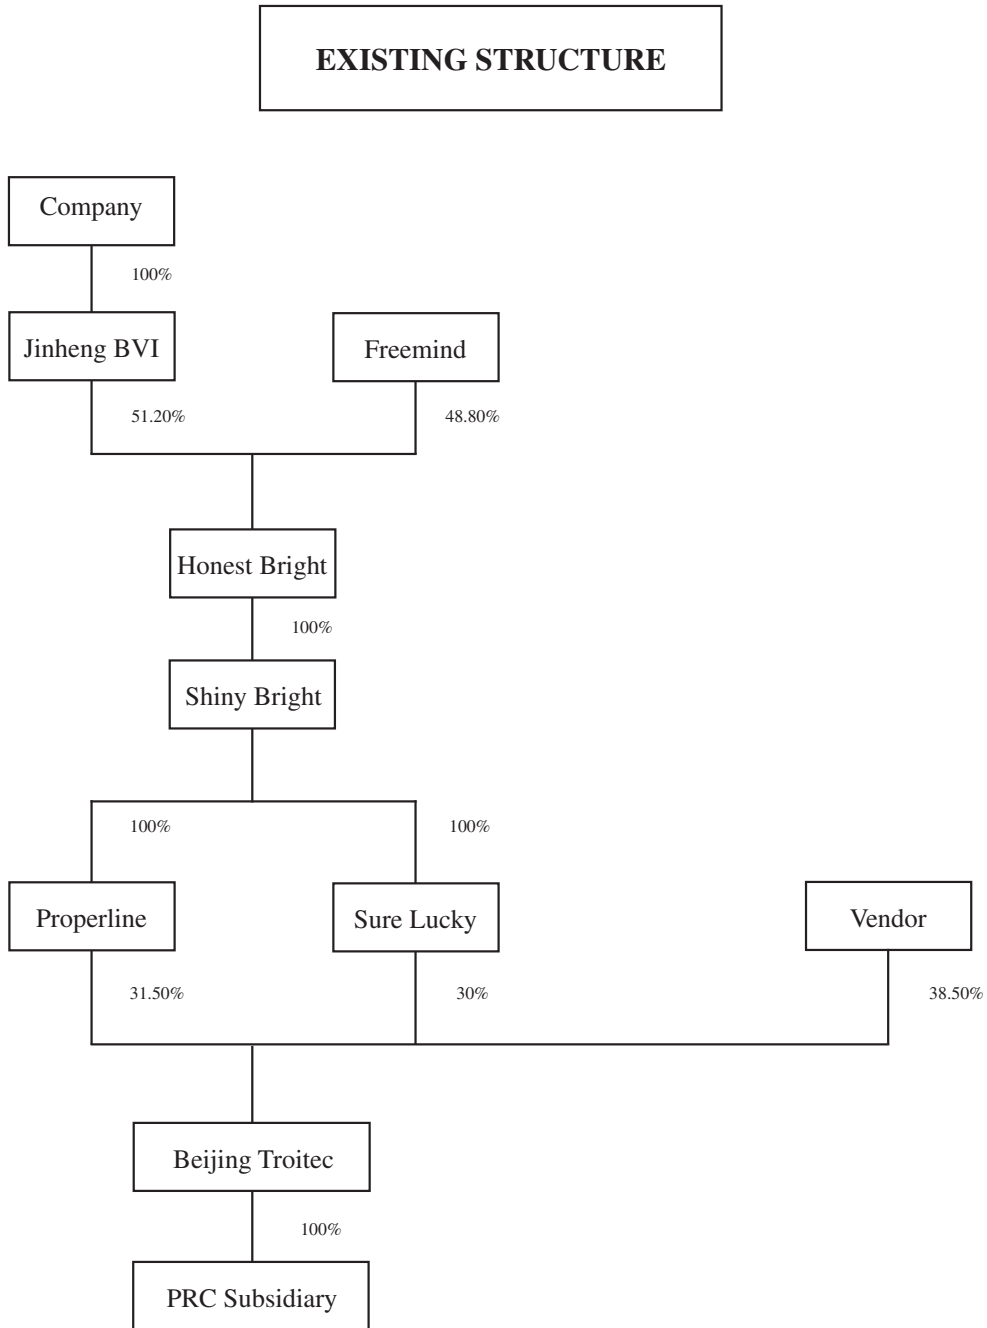 EXISTING STRUCTURE
Company
100%
Jinheng BVI
Freemind
51.20%
48.80%
Honest Bright
100%
Shiny Bright
100%
100%
Properline
Sure Lucky
Vendor
31.50%
30%
38.50%
Beijing Troitec
100%
PRC Subsidiary